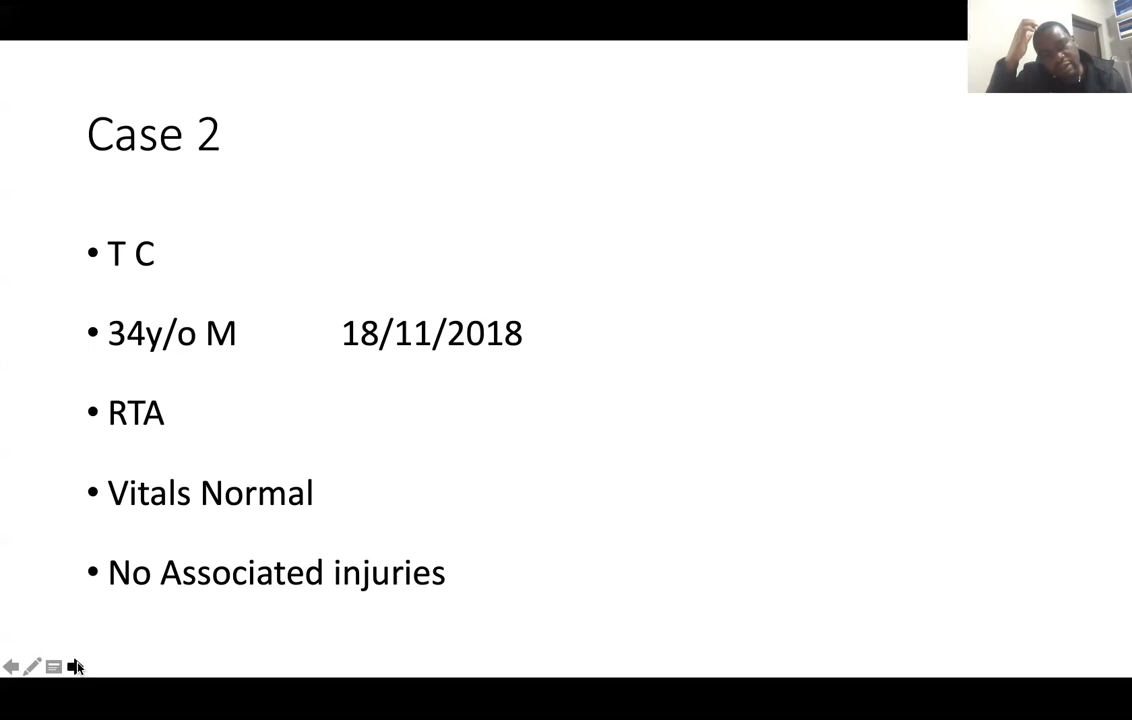 Case 2
• T C
• 34y/o M 18/11/2018
• RTA
• Vitals Normal
• No Associated injuries